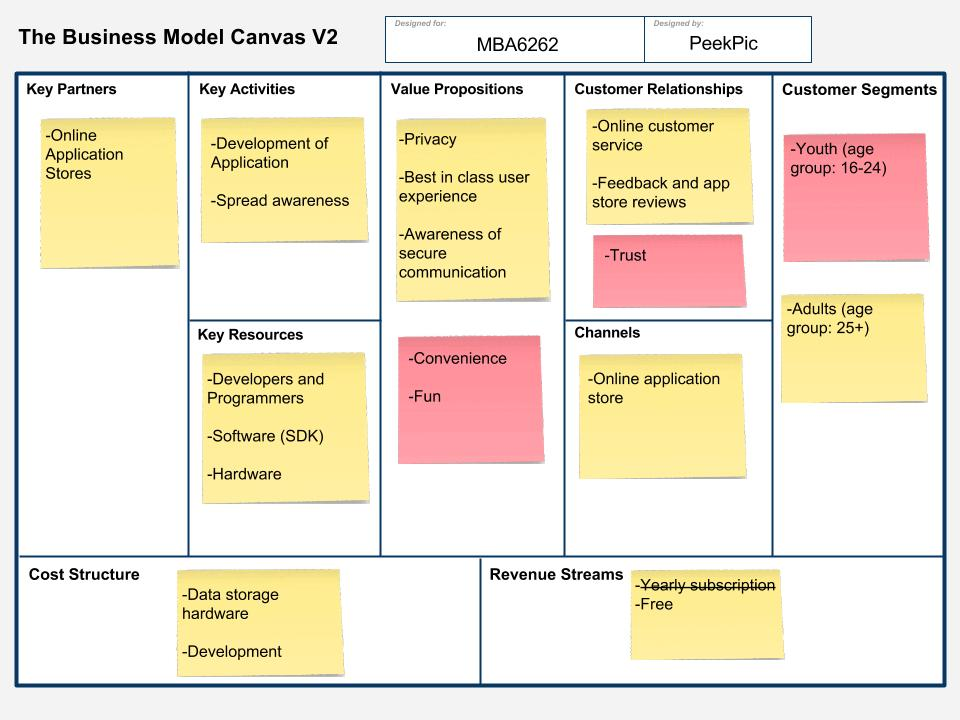 The Business Model Canvas V2
Designed for:
MBA6262
Designed by:
PeekPic
Key Partners
-Online
Application
Stores
Key Activities
-Development of
Application
-Spread awareness
Key Resources
-Developers and
Programmers
-Software (SDK)
-Hardware
Value Propositions
-Privacy
-Best in class user
experience
-Awareness of
secure
communication
-Convenience
-Fun
Customer Relationships
-Online customer
service
-Feedback and app
store reviews
-Trust
Channels
-Online application
store
Customer Segments
-Youth (age
group: 16-24)
-Adults (age
group: 25+)
Cost Structure
-Data storage
hardware
-Development
Revenue Streams
-Yearly subscription
-Free